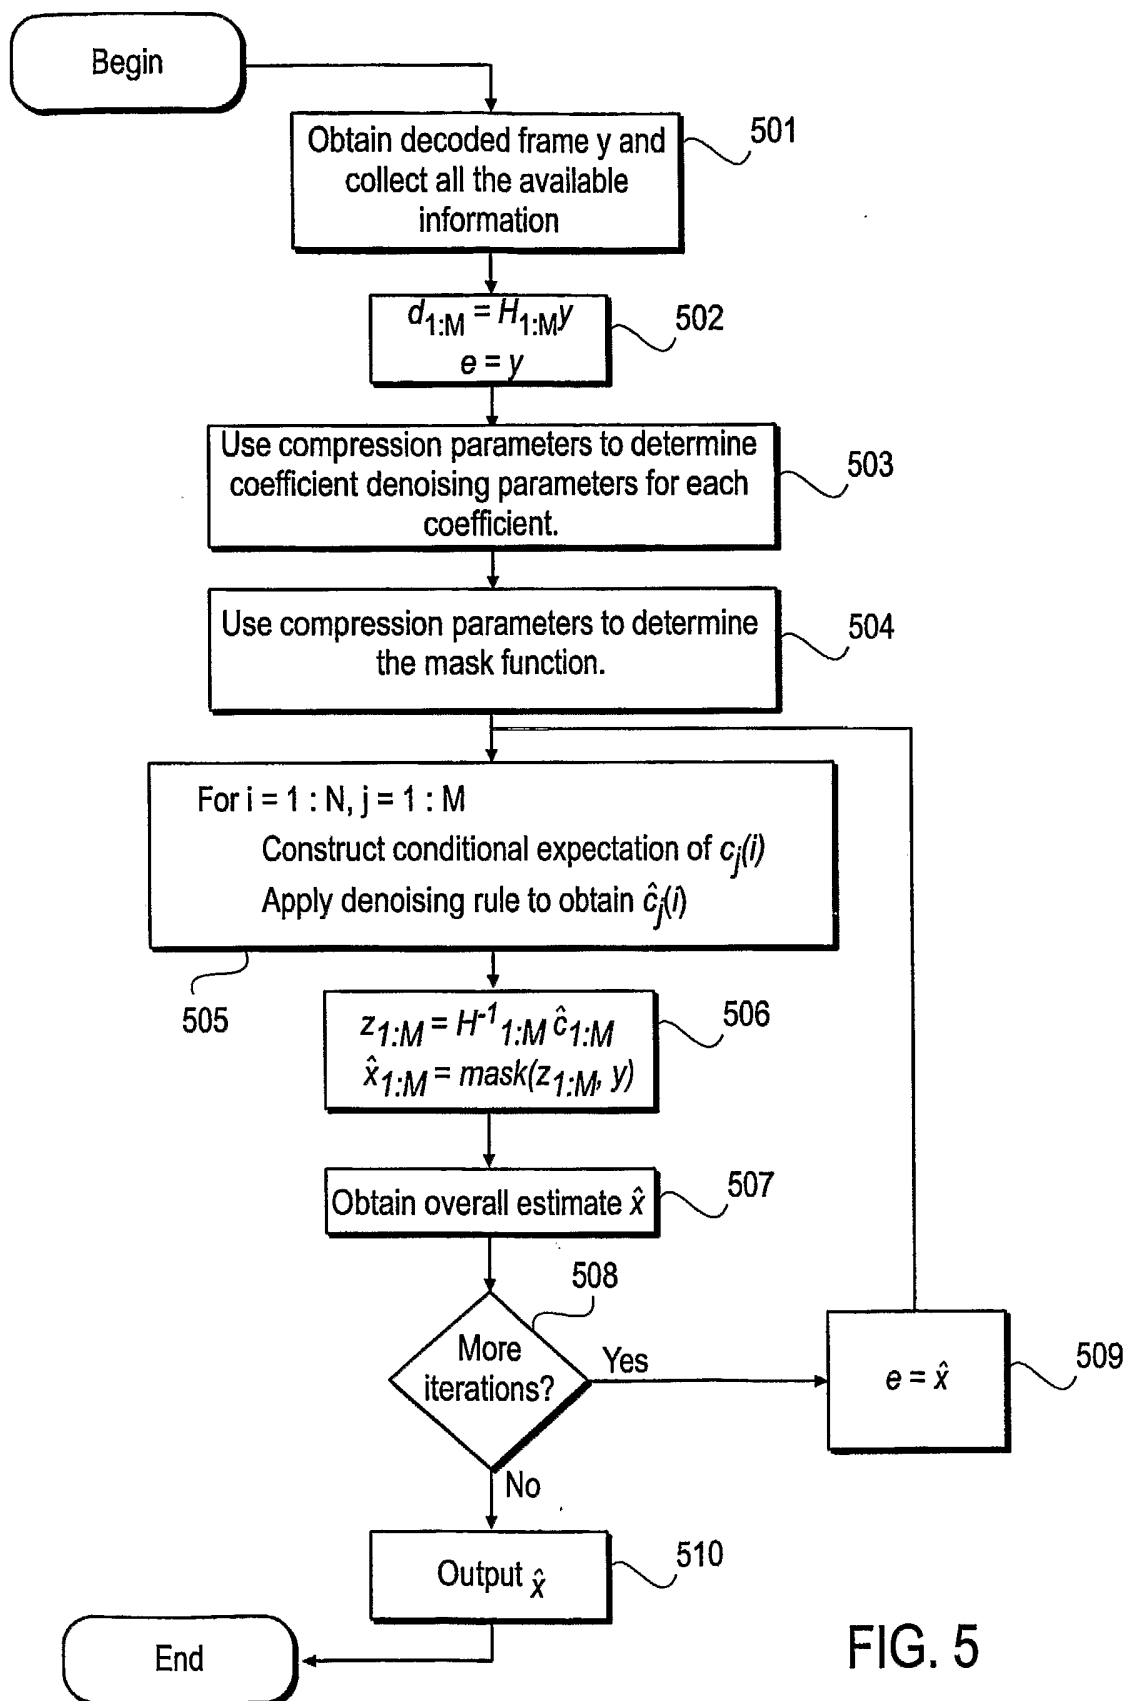 Begin
Obtain decoded frame y and
collect all the available
information
501
d1:M = H1:My
e = y
502
Use compression parameters to determine
coefficient denoising parameters for each
coefficient.
503
Use compression parameters to determine
the mask function.
504
For i = 1 : N, j = 1 : M
Construct conditional expectation of cj(i)
Apply denoising rule to obtain ĉj(i)
505
z1:M = H-11:M ĉ1:M
x̂1:M = mask(z1:M, y)
506
Obtain overall estimate x̂
507
508
More
iterations?
Yes
e = x̂
509
No
Output x̂
510
End
FIG. 5